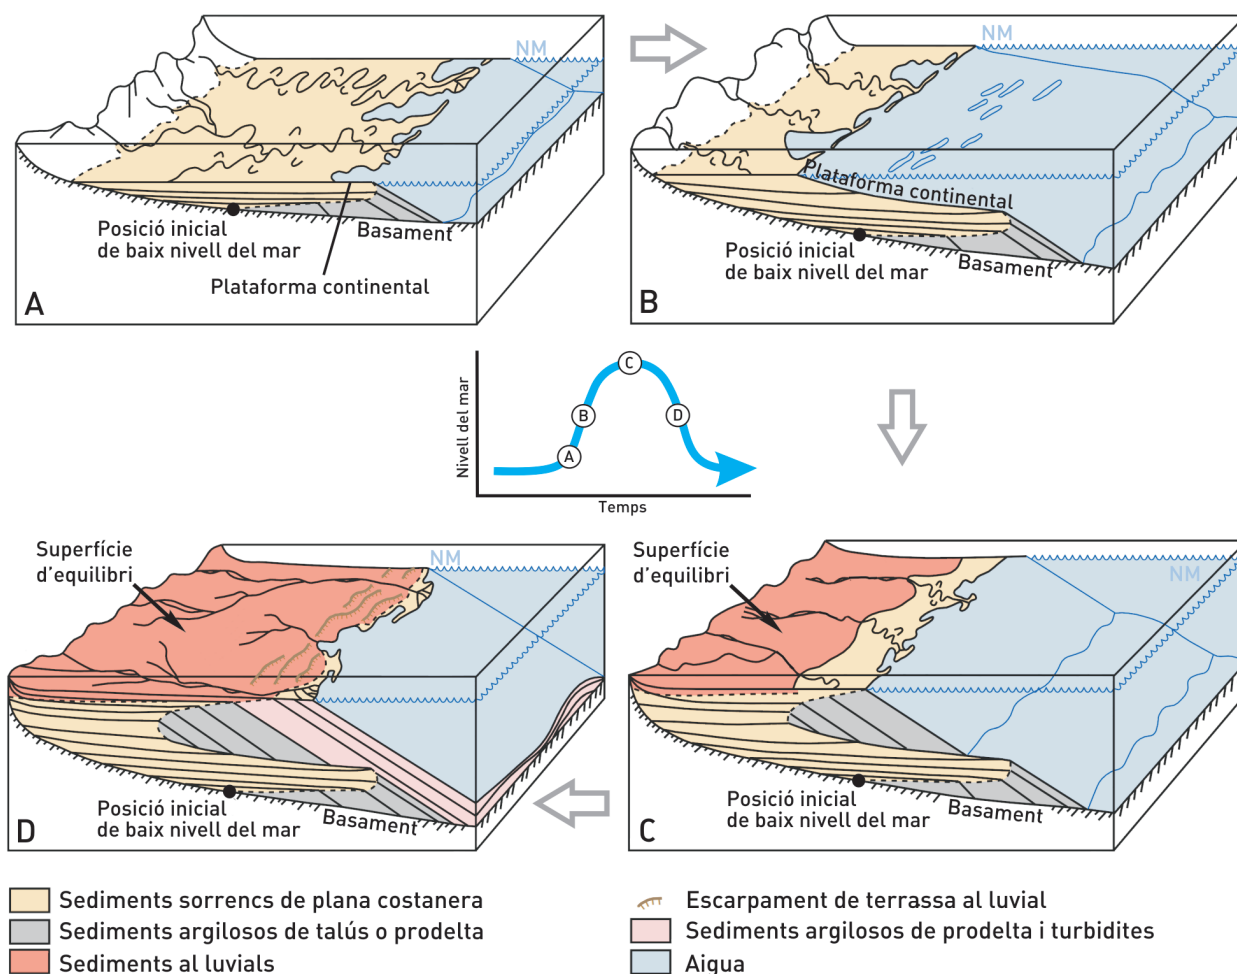 NM
Posició inicial
de baix nivell del mar
Basament
Plataforma continental
A
NM
Plataforma continental
Posició inicial
de baix nivell del mar
Basament
B
Nivell del mar
Temps
A
B
C
D
Superfície
d'equilibri
NM
Posició inicial
de baix nivell del mar
Basament
D
Superfície
d'equilibri
NM
Posició inicial
de baix nivell del mar
Basament
C
Sediments sorrencs de plana costanera
Sediments argilosos de talús o prodelta
Sediments al luvials
Escarpament de terrassa al luvial
Sediments argilosos de prodelta i turbidites
Aigua